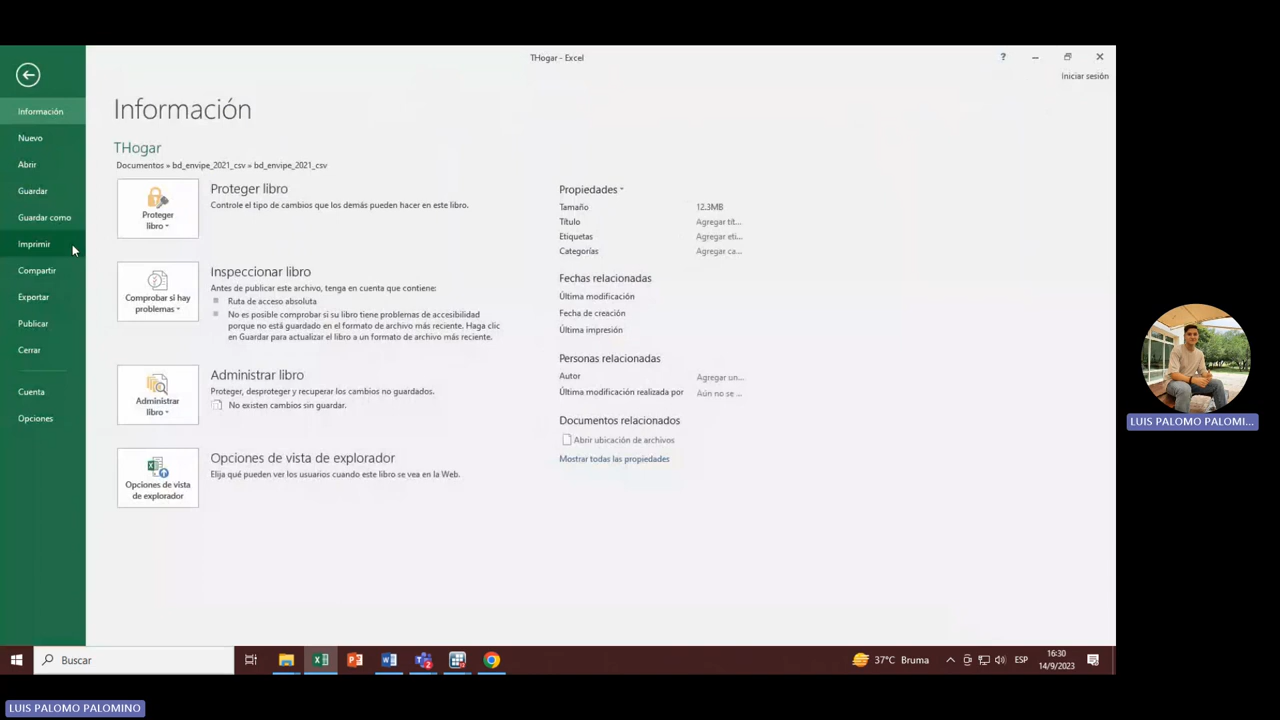 THogar - Excel
?
Iniciar sesión
Información
Nuevo
Abrir
Guardar
Guardar como
Imprimir
Compartir
Exportar
Publicar
Cerrar
Cuenta
Opciones
Información
THogar
Documentos » bd_envipe_2021_csv » bd_envipe_2021_csv
Proteger
libro
Proteger libro
Controle el tipo de cambios que los demás pueden hacer en este libro.
Comprobar si hay
problemas
Inspeccionar libro
Antes de publicar este archivo, tenga en cuenta que contiene:
Ruta de acceso absoluta
No es posible comprobar si su libro tiene problemas de accesibilidad
porque no está guardado en el formato de archivo más reciente. Haga clic
en Guardar para actualizar el libro a un formato de archivo más reciente.
Administrar
libro
Administrar libro
Proteger, desproteger y recuperar los cambios no guardados.
No existen cambios sin guardar.
Opciones de vista
de explorador
Opciones de vista de explorador
Elija qué pueden ver los usuarios cuando este libro se vea en la Web.
Propiedades
Tamaño 12.3MB
Título Agregar tít...
Etiquetas Agregar eti...
Categorías Agregar ca...
Fechas relacionadas
Última modificación
Fecha de creación
Última impresión
Personas relacionadas
Autor Agregar un...
Última modificación realizada por Aún no se ...
Documentos relacionados
Abrir ubicación de archivos
Mostrar todas las propiedades
LUIS PALOMO PALOMI...
Buscar
37°C Bruma
ESP
16:30
14/9/2023
LUIS PALOMO PALOMINO